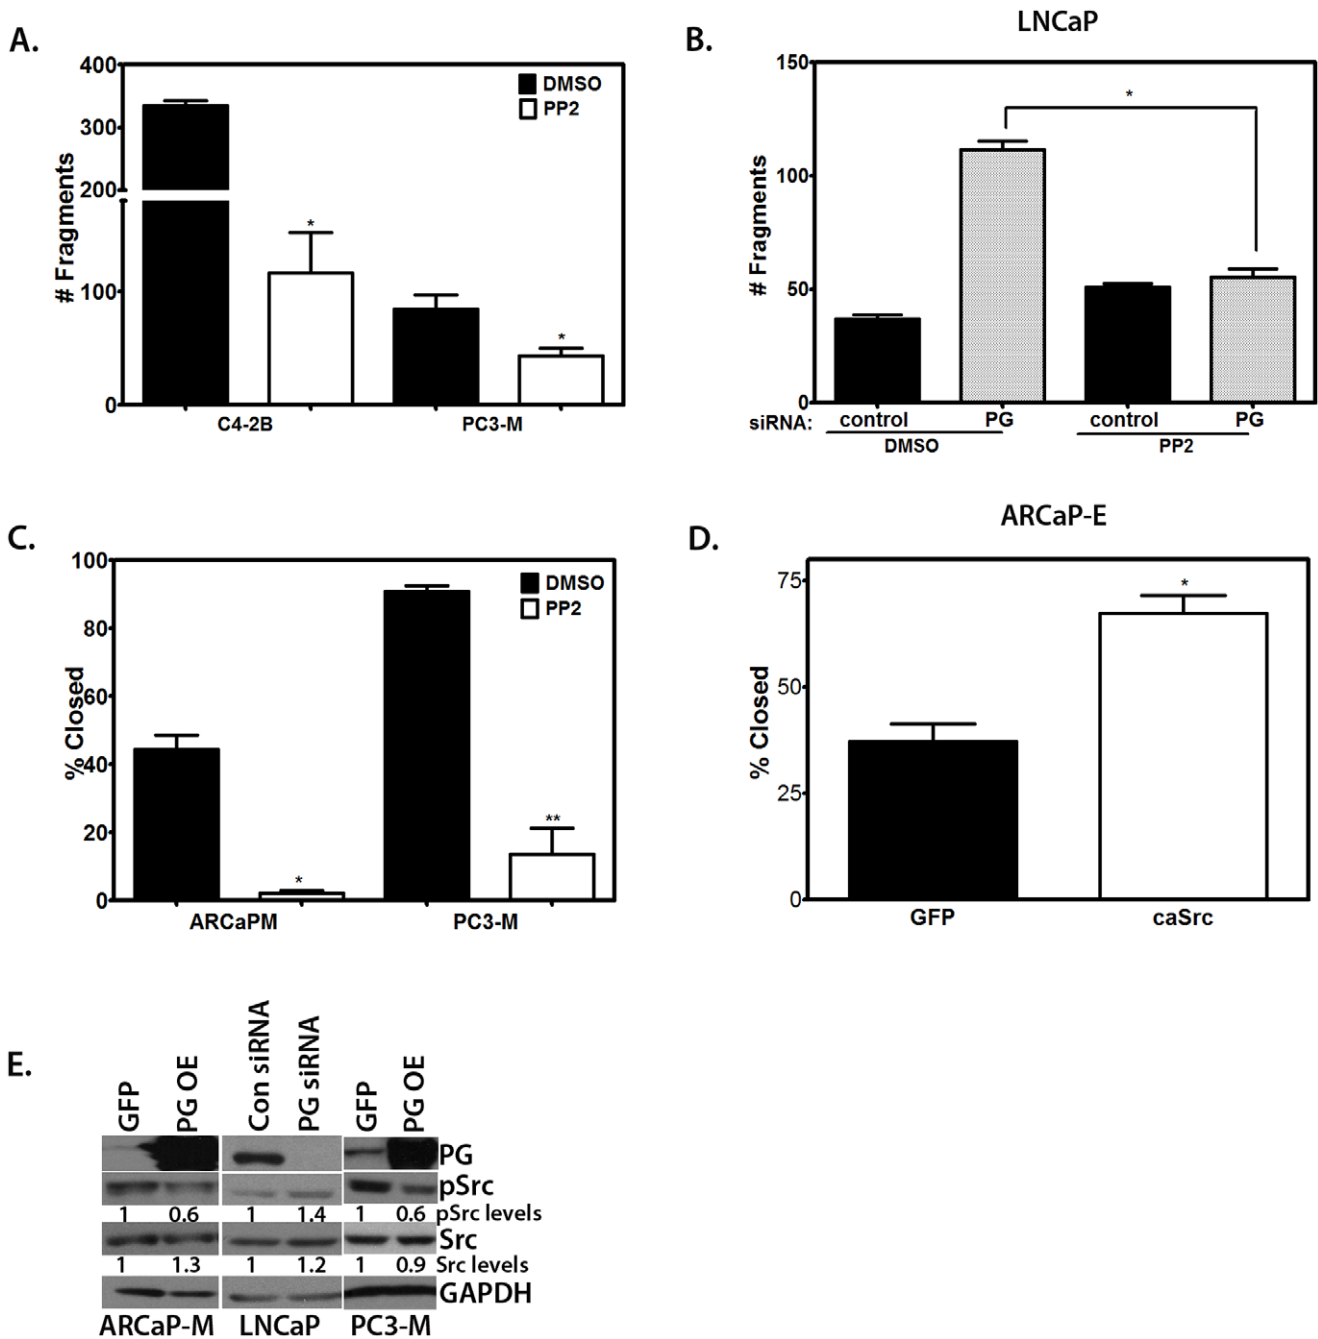 A.
400
300
200
100
0
# Fragments
DMSO
PP2
*
*
C4-2B PC3-M
B.
LNCaP
150
100
50
0
# Fragments
*
siRNA: control PG control PG
DMSO PP2
C.
100
80
60
40
20
0
% Closed
DMSO
PP2
*
**
ARCaPM PC3-M
D.
ARCaP-E
75
50
25
0
% Closed
*
GFP caSrc
E.
GFP PG OE Con siRNA PG siRNA GFP PG OE
PG
pSrc
1 0.6 1 1.4 1 0.6 pSrc levels
Src
1 1.3 1 1.2 1 0.9 Src levels
GAPDH
ARCaP-M LNCaP PC3-M